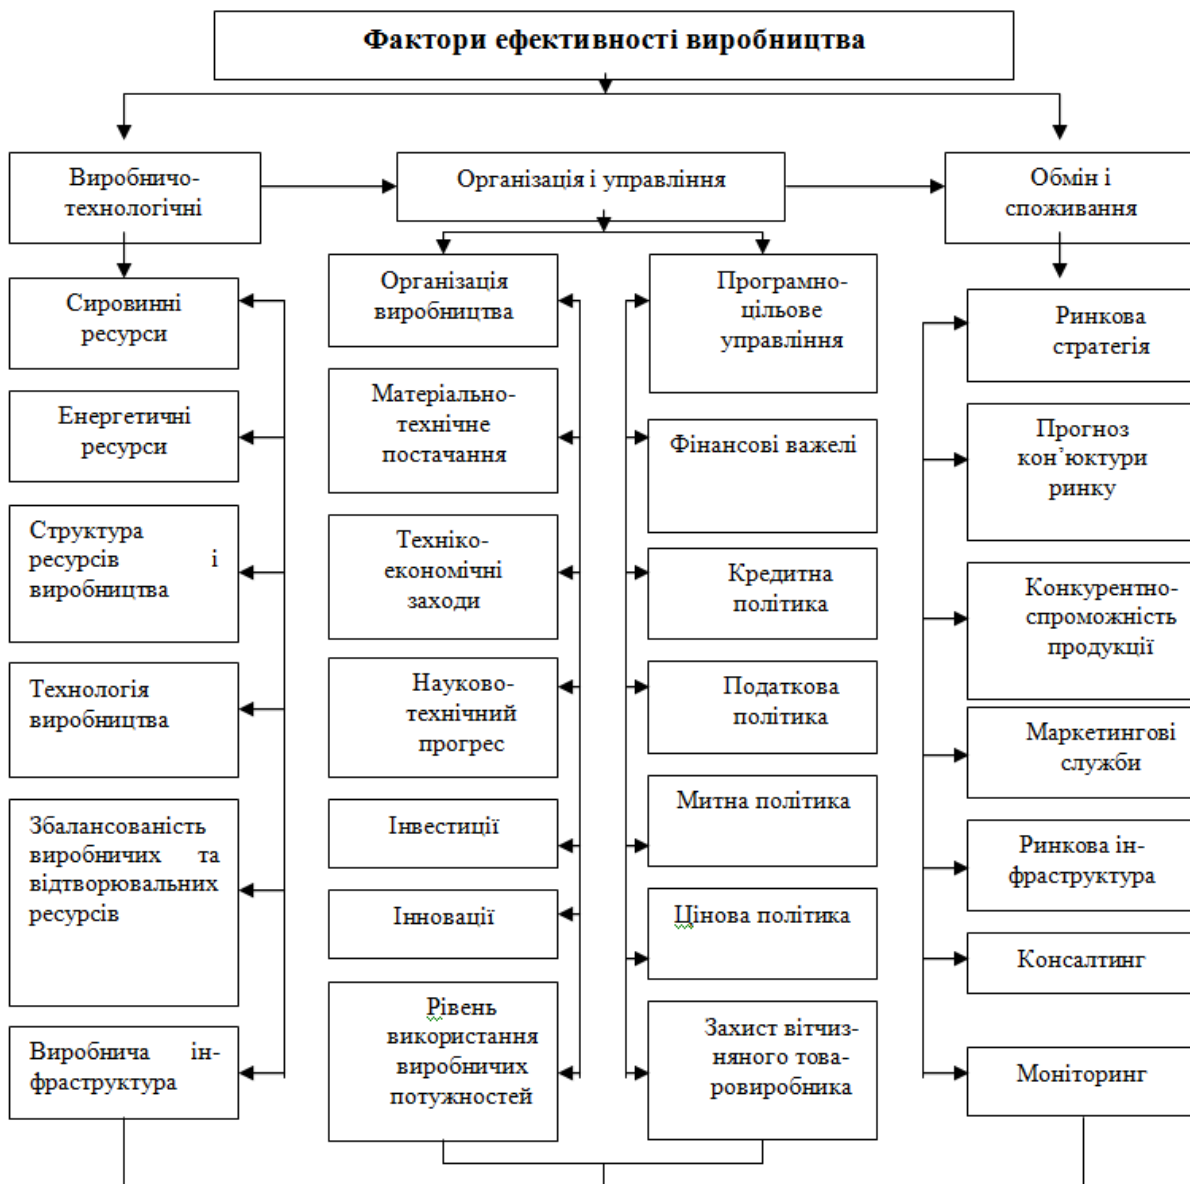 Фактори ефективності виробництва
Виробничо-
технологічні
Організація і управління
Обмін і
споживання
Сировинні
ресурси
Енергетичні
ресурси
Структура
ресурсів і
виробництва
Технологія
виробництва
Збалансованість
виробничих та
відтворювальних
ресурсів
Виробнича ін-
фраструктура
Організація
виробництва
Матеріально-
технічне
постачання
Техніко-
економічні
заходи
Науково-
технічний
прогрес
Інвестиції
Інновації
Рівень
використання
виробничих
потужностей
Програмно-
цільове
управління
Фінансові важелі
Кредитна
політика
Податкова
політика
Митна політика
Цінова політика
Захист вітчиз-
няного това-
ровиробника
Ринкова
стратегія
Прогноз
кон’юктури
ринку
Конкурентно-
спроможність
продукції
Маркетингові
служби
Ринкова ін-
фраструктура
Консалтинг
Моніторинг